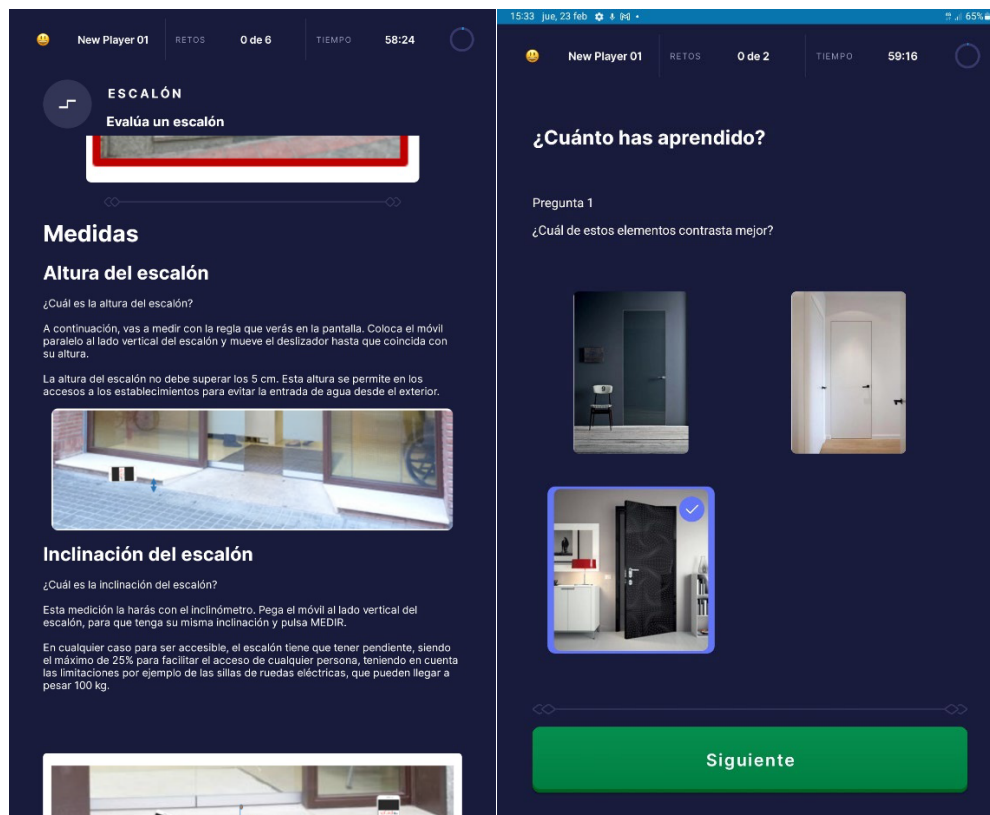 New Player 01 RETOS 0 de 6 TIEMPO 58:24
ESCALÓN
Evalúa un escalón
Medidas
Altura del escalón
¿Cuál es la altura del escalón?
A continuación, vas a medir con la regla que verás en la pantalla. Coloca el móvil
paralelo al lado vertical del escalón y mueve el deslizador hasta que coincida con
su altura.
La altura del escalón no debe superar los 5 cm. Esta altura se permite en los
accesos a los establecimientos para evitar la entrada de agua desde el exterior.
Inclinación del escalón
¿Cuál es la inclinación del escalón?
Esta medición la harás con el inclinómetro. Pega el móvil al lado vertical del
escalón, para que tenga su misma inclinación y pulsa MEDIR.
En cualquier caso para ser accesible, el escalón tiene que tener pendiente, siendo
el máximo de 25% para facilitar el acceso de cualquier persona, teniendo en cuenta
las limitaciones por ejemplo de las sillas de ruedas eléctricas, que pueden llegar a
pesar 100 kg.
15:33 jue, 23 feb 65%
New Player 01 RETOS 0 de 2 TIEMPO 59:16
¿Cuánto has aprendido?
Pregunta 1
¿Cuál de estos elementos contrasta mejor?
Siguiente